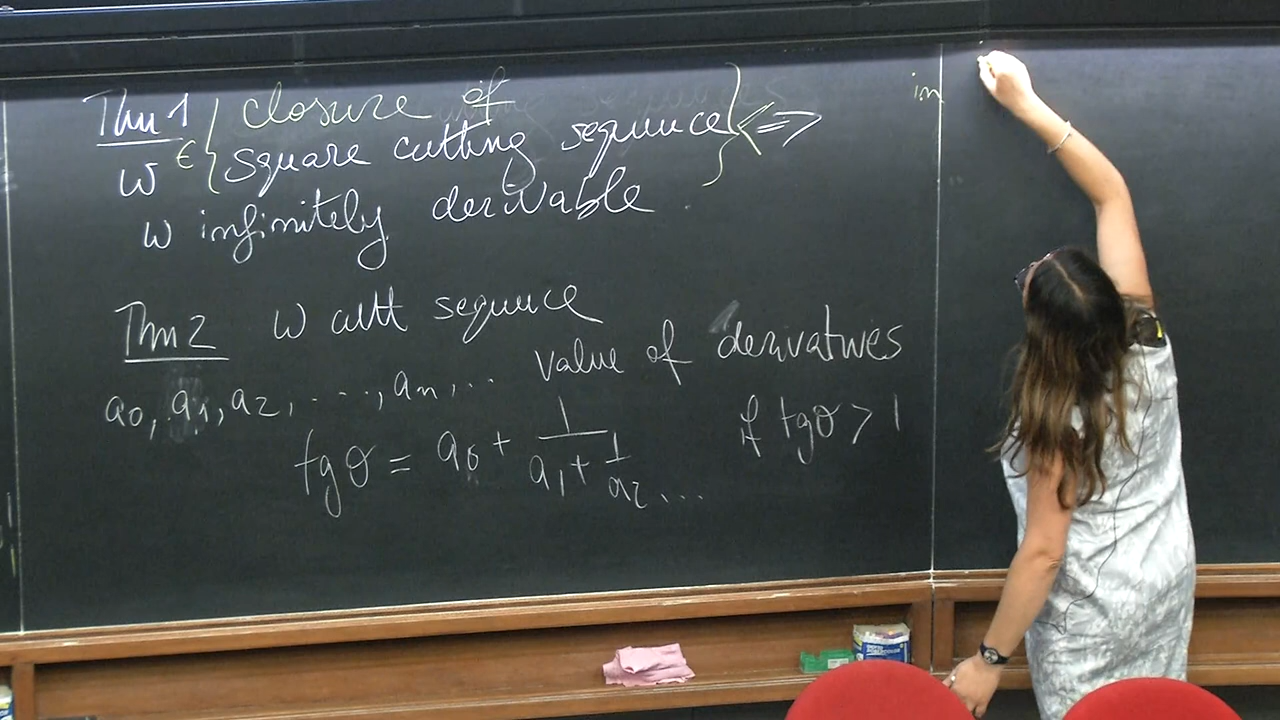 Thm 1 closure of
w ∈ { square cutting sequence } <=>
w infinitely derivable.
in
Thm 2 w cutt sequence
a0, a1, a2, ..., an, ... value of derivatives
tgθ = a0 + 1/(a1 + 1/a2 ... if tgθ > 1